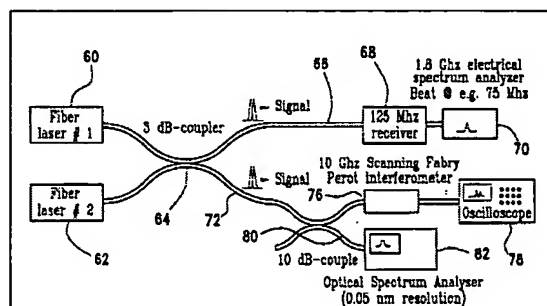 60
Fiber
laser # 1
3 dB-coupler
Signal
66
68
125 Mhz
receiver
1.8 Ghz electrical
spectrum analyzer
Beat @ e.g. 75 Mhz
70
Fiber
laser # 2
62
64
72
Signal
10 Ghz Scanning Fabry
Perot Interferometer
76
Oscilloscope
78
80
10 dB-couple
82
Optical Spectrum Analyser
(0.05 nm resolution)